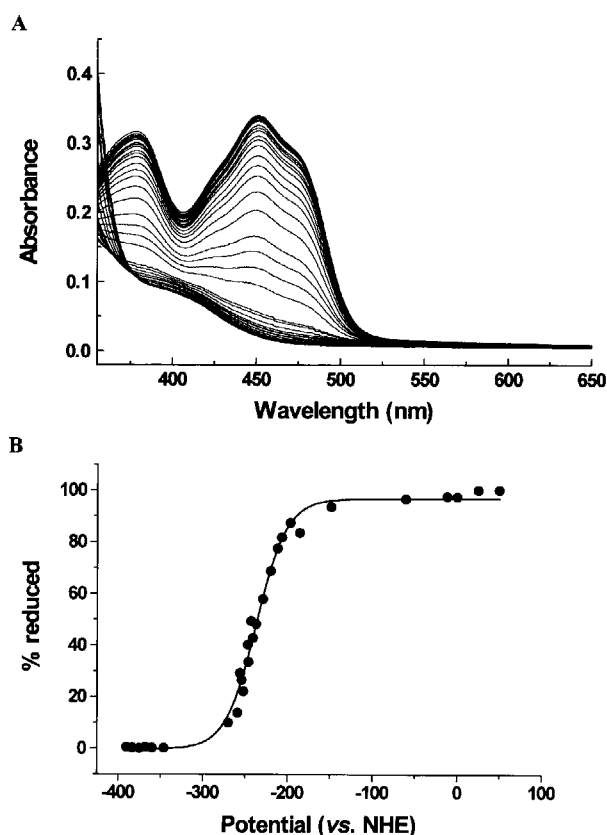 A
0.4
0.3
0.2
0.1
0.0
Absorbance
400 450 500 550 600 650
Wavelength (nm)
B
100
80
60
40
20
0
% reduced
-400 -300 -200 -100 0 100
Potential (vs. NHE)